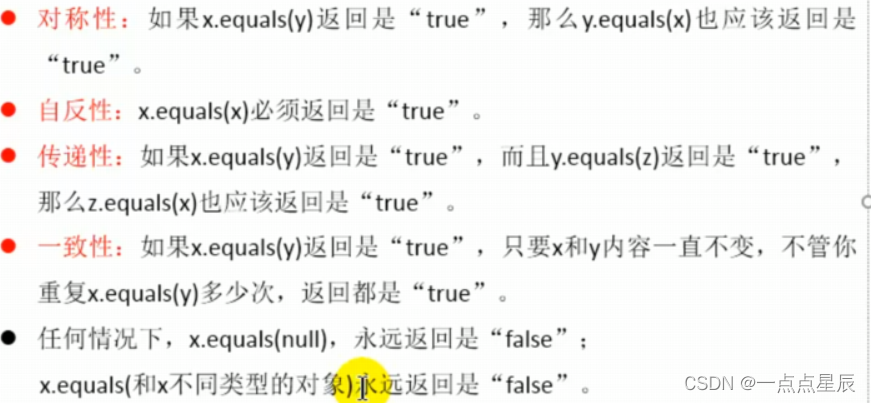 ● 对称性：如果x.equals(y)返回是“true”，那么y.equals(x)也应该返回是
“true”。
● 自反性：x.equals(x)必须返回是“true”。
● 传递性：如果x.equals(y)返回是“true”，而且y.equals(z)返回是“true”，
那么z.equals(x)也应该返回是“true”。
● 一致性：如果x.equals(y)返回是“true”，只要x和y内容一直不变，不管你
重复x.equals(y)多少次，返回都是“true”。
● 任何情况下，x.equals(null)，永远返回是“false”；
x.equals(和x不同类型的对象)永远返回是“false”。
CSDN @一点点星辰